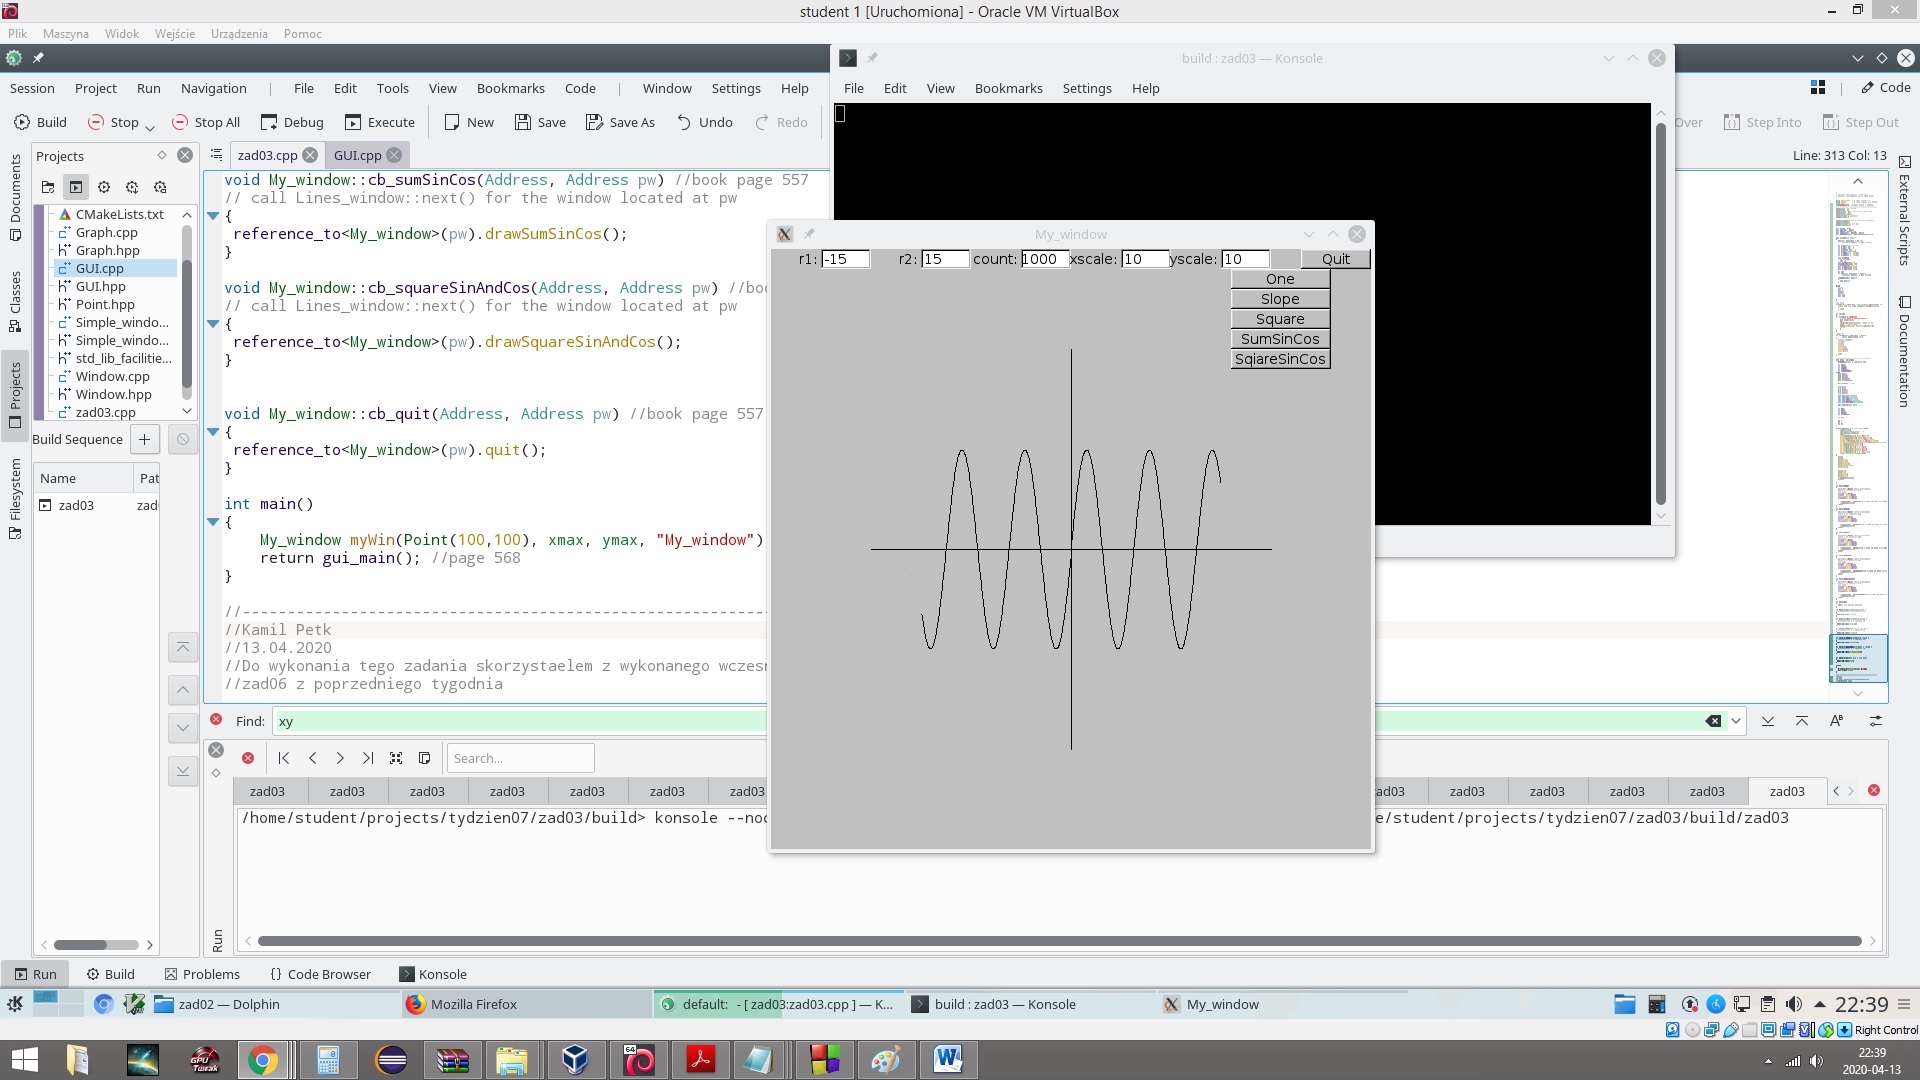 student 1 [Uruchomiona] - Oracle VM VirtualBox
Plik Maszyna Widok Wejście Urządzenia Pomoc
build : zad03 — Konsole
Session Project Run Navigation | File Edit Tools View Bookmarks Code | Window Settings Help
File Edit View Bookmarks Settings Help
Code
Build Stop Stop All Debug Execute New Save Save As Undo Redo
Over Step Into Step Out
Projects
zad03.cpp GUI.cpp
Line: 313 Col: 13
Documents
Classes
Projects
Filesystem
External Scripts
Documentation
CMakeLists.txt
Graph.cpp
Graph.hpp
GUI.cpp
GUI.hpp
Point.hpp
Simple_windo...
Simple_windo...
std_lib_facilitie...
Window.cpp
Window.hpp
zad03.cpp
Build Sequence
Name Pat
zad03 zad
void My_window::cb_sumSinCos(Address, Address pw) //book page 557
// call Lines_window::next() for the window located at pw
{
reference_to<My_window>(pw).drawSumSinCos();
}
void My_window::cb_squareSinAndCos(Address, Address pw) //boo
// call Lines_window::next() for the window located at pw
{
reference_to<My_window>(pw).drawSquareSinAndCos();
}
void My_window::cb_quit(Address, Address pw) //book page 557
{
reference_to<My_window>(pw).quit();
}
int main()
{
My_window myWin(Point(100,100), xmax, ymax, "My_window")
return gui_main(); //page 568
}
//----------------------------------------------------------
//Kamil Petk
//13.04.2020
//Do wykonania tego zadania skorzystaelem z wykonanego wczesn
//zad06 z poprzedniego tygodnia
My_window
r1: -15 r2: 15 count: 1000 xscale: 10 yscale: 10 Quit
One
Slope
Square
SumSinCos
SqiareSinCos
Find: xy
Search...
zad03 zad03 zad03 zad03 zad03 zad03 zad03 ad03 zad03 zad03 zad03 zad03 zad03
/home/student/projects/tydzien07/zad03/build> konsole --noc
e/student/projects/tydzien07/zad03/build/zad03
Run
Run Build Problems {} Code Browser Konsole
zad02 — Dolphin Mozilla Firefox default: - [ zad03:zad03.cpp ] — K... build : zad03 — Konsole My_window 22:39
Right Control
GPU Tweak
64
22:39
2020-04-13